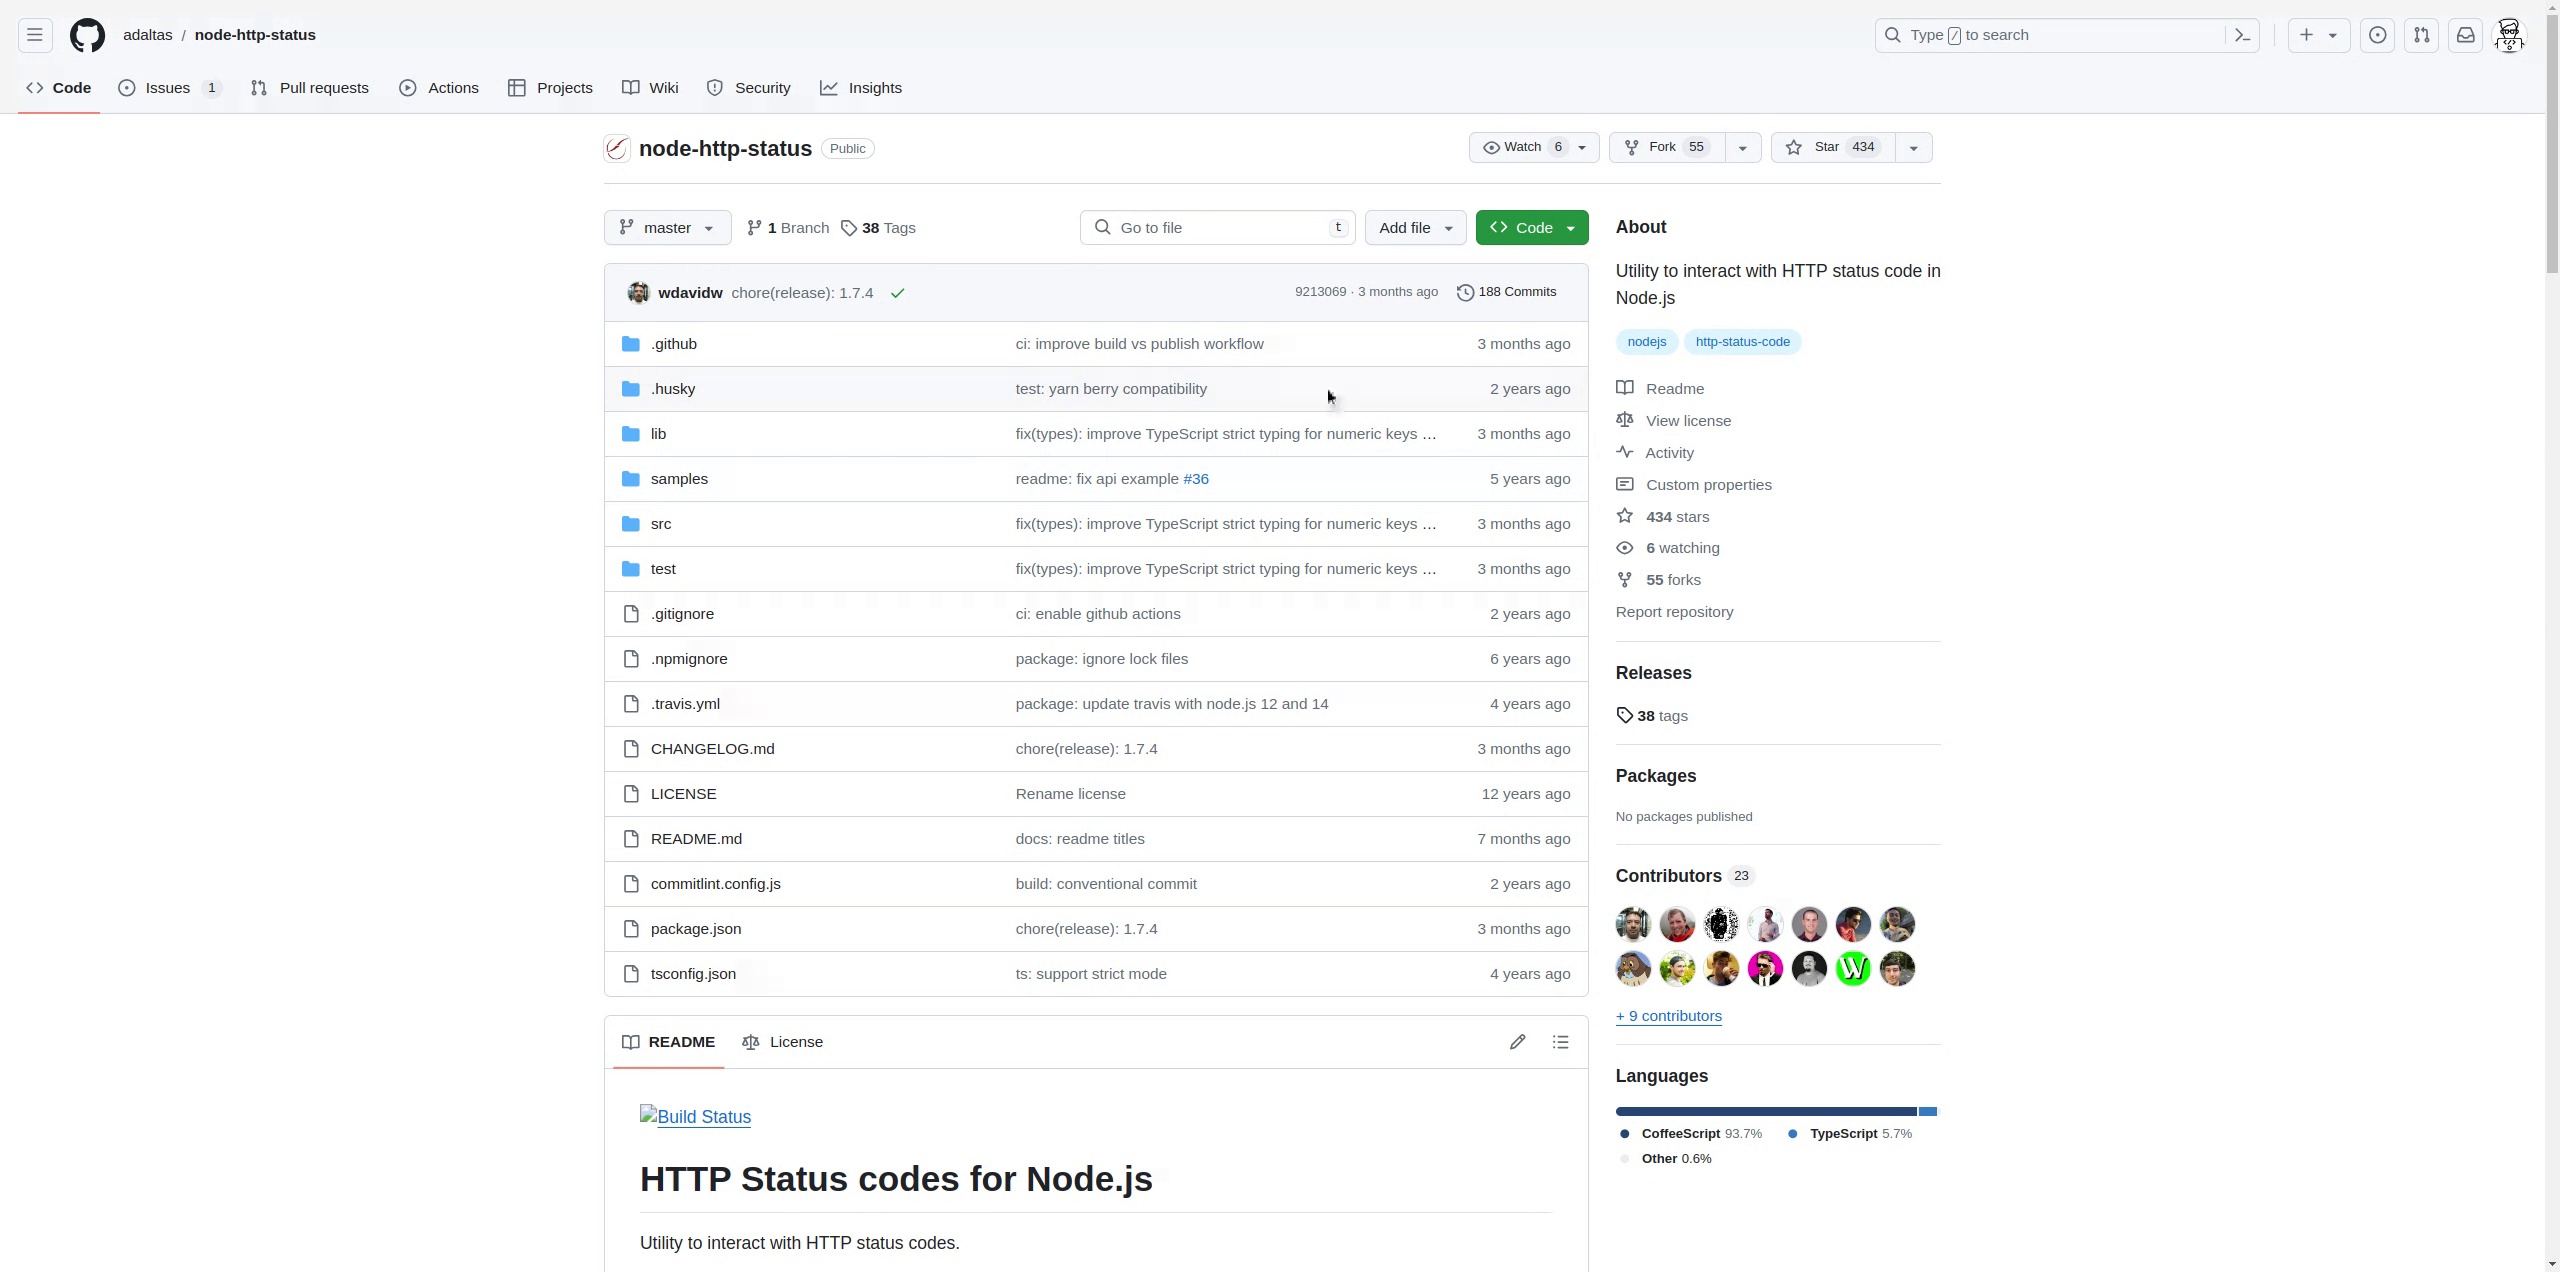 adaltas / node-http-status
Type / to search
Code
Issues 1
Pull requests
Actions
Projects
Wiki
Security
Insights
node-http-status Public
Watch 6
Fork 55
Star 434
master
1 Branch
38 Tags
Go to file t
Add file
Code
wdavidw chore(release): 1.7.4 9213069 · 3 months ago 188 Commits
.github ci: improve build vs publish workflow 3 months ago
.husky test: yarn berry compatibility 2 years ago
lib fix(types): improve TypeScript strict typing for numeric keys … 3 months ago
samples readme: fix api example #36 5 years ago
src fix(types): improve TypeScript strict typing for numeric keys … 3 months ago
test fix(types): improve TypeScript strict typing for numeric keys … 3 months ago
.gitignore ci: enable github actions 2 years ago
.npmignore package: ignore lock files 6 years ago
.travis.yml package: update travis with node.js 12 and 14 4 years ago
CHANGELOG.md chore(release): 1.7.4 3 months ago
LICENSE Rename license 12 years ago
README.md docs: readme titles 7 months ago
commitlint.config.js build: conventional commit 2 years ago
package.json chore(release): 1.7.4 3 months ago
tsconfig.json ts: support strict mode 4 years ago
README
License
Build Status
HTTP Status codes for Node.js
Utility to interact with HTTP status codes.
About
Utility to interact with HTTP status code in
Node.js
nodejs http-status-code
Readme
View license
Activity
Custom properties
434 stars
6 watching
55 forks
Report repository
Releases
38 tags
Packages
No packages published
Contributors 23
W
+ 9 contributors
Languages
CoffeeScript 93.7% TypeScript 5.7%
Other 0.6%